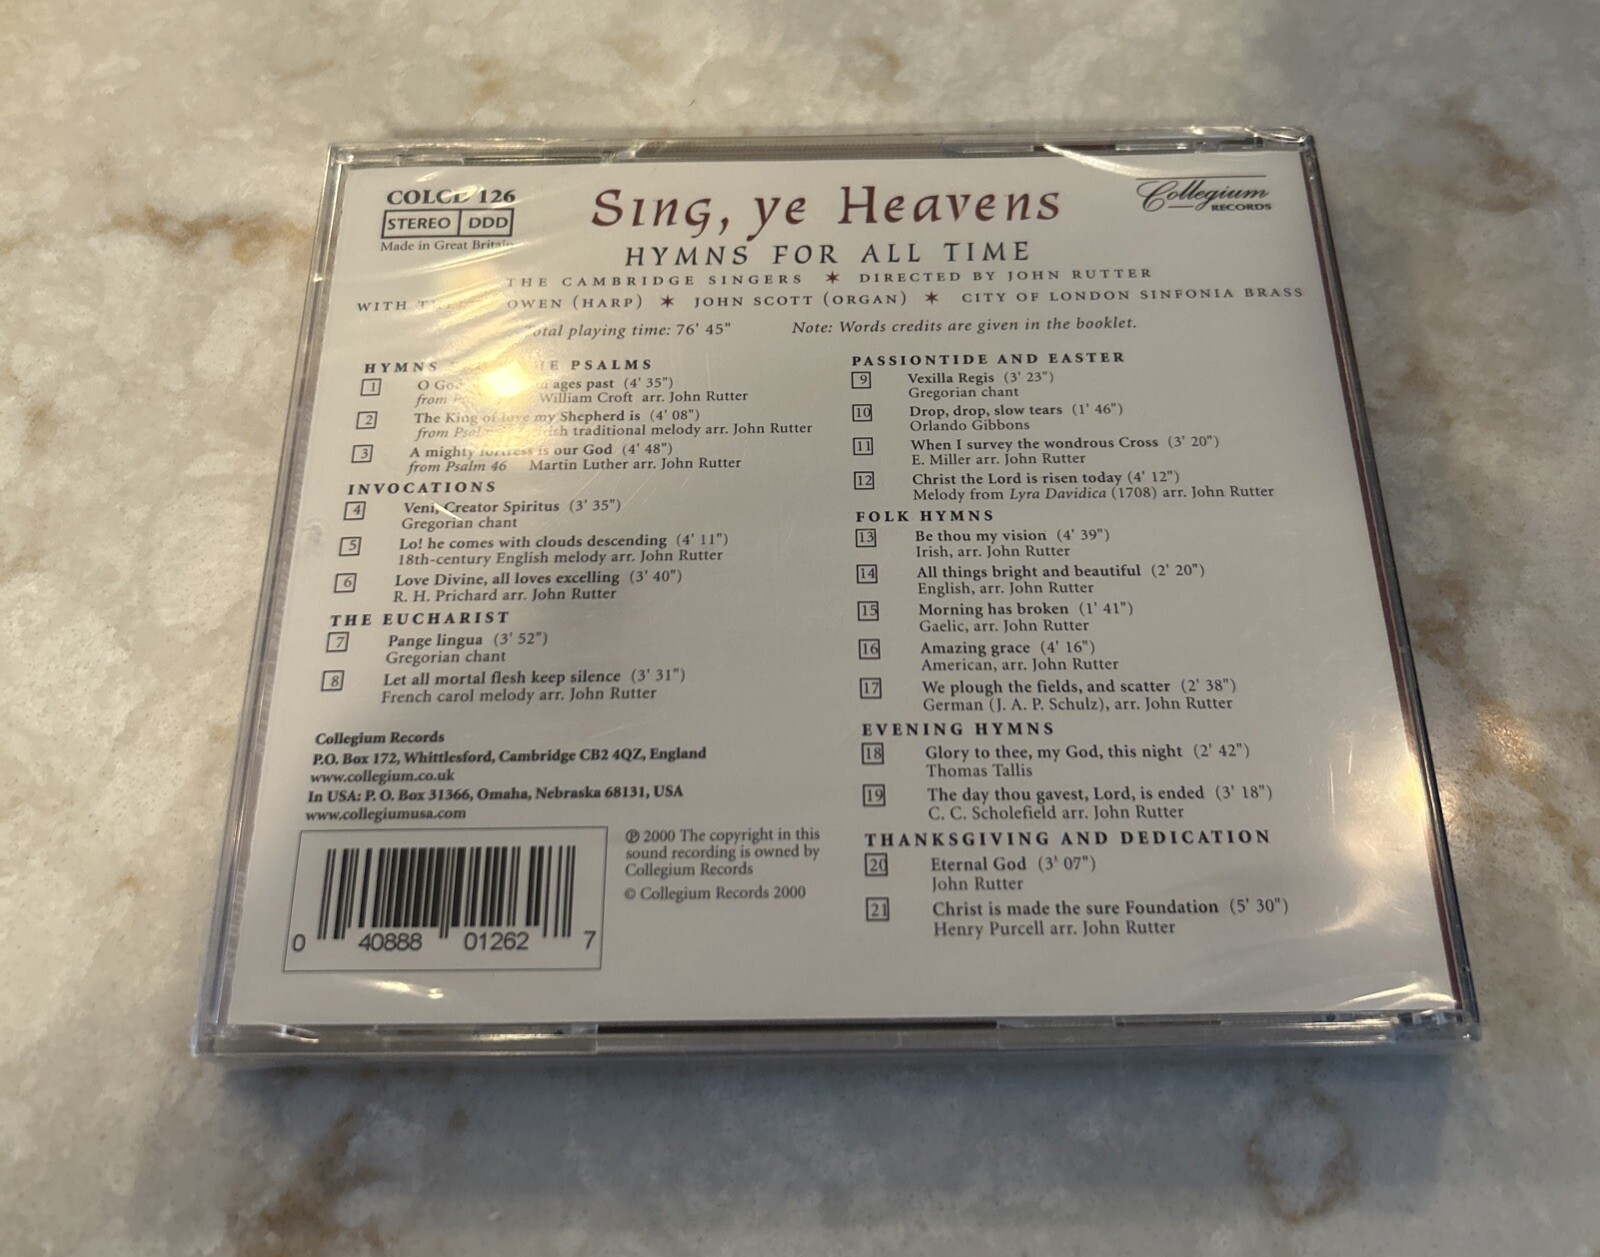 COLCD 126
STEREO DDD
Made in Great Britain
Sing, ye Heavens
HYMNS FOR ALL TIME
Collegium
RECORDS
THE CAMBRIDGE SINGERS ✶ DIRECTED BY JOHN RUTTER
WITH OWEN (HARP) ✶ JOHN SCOTT (ORGAN) ✶ CITY OF LONDON SINFONIA BRASS
Total playing time: 76' 45" Note: Words credits are given in the booklet.
HYMNS THE PSALMS
1 O God ages past (4' 35")
from William Croft arr. John Rutter
2 The King of love my Shepherd is (4' 08")
from Psalm Irish traditional melody arr. John Rutter
3 A mighty fortress is our God (4' 48")
from Psalm 46 Martin Luther arr. John Rutter
INVOCATIONS
4 Veni, Creator Spiritus (3' 35")
Gregorian chant
5 Lo! he comes with clouds descending (4' 11")
18th-century English melody arr. John Rutter
6 Love Divine, all loves excelling (3' 40")
R. H. Prichard arr. John Rutter
THE EUCHARIST
7 Pange lingua (3' 52")
Gregorian chant
8 Let all mortal flesh keep silence (3' 31")
French carol melody arr. John Rutter
Collegium Records
P.O. Box 172, Whittlesford, Cambridge CB2 4QZ, England
www.collegium.co.uk
In USA: P. O. Box 31366, Omaha, Nebraska 68131, USA
www.collegiumusa.com
0 40888 01262 7
℗ 2000 The copyright in this
sound recording is owned by
Collegium Records
© Collegium Records 2000
PASSIONTIDE AND EASTER
9 Vexilla Regis (3' 23")
Gregorian chant
10 Drop, drop, slow tears (1' 46")
Orlando Gibbons
11 When I survey the wondrous Cross (3' 20")
E. Miller arr. John Rutter
12 Christ the Lord is risen today (4' 12")
Melody from Lyra Davidica (1708) arr. John Rutter
FOLK HYMNS
13 Be thou my vision (4' 39")
Irish, arr. John Rutter
14 All things bright and beautiful (2' 20")
English, arr. John Rutter
15 Morning has broken (1' 41")
Gaelic, arr. John Rutter
16 Amazing grace (4' 16")
American, arr. John Rutter
17 We plough the fields, and scatter (2' 38")
German (J. A. P. Schulz), arr. John Rutter
EVENING HYMNS
18 Glory to thee, my God, this night (2' 42")
Thomas Tallis
19 The day thou gavest, Lord, is ended (3' 18")
C. C. Scholefield arr. John Rutter
THANKSGIVING AND DEDICATION
20 Eternal God (3' 07")
John Rutter
21 Christ is made the sure Foundation (5' 30")
Henry Purcell arr. John Rutter